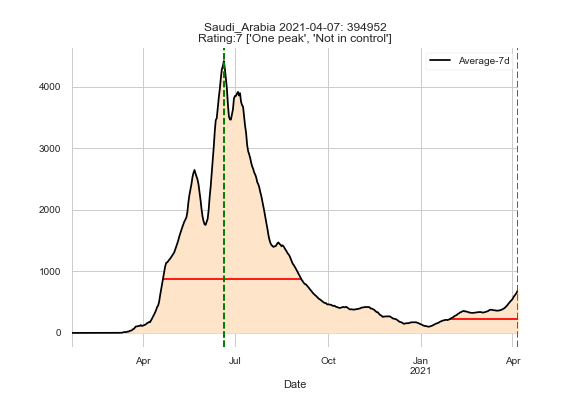 Saudi_Arabia 2021-04-07: 394952
Rating:7 ['One peak', 'Not in control']
Average-7d
4000
3000
2000
1000
0
Apr
Jul
Oct
Jan
2021
Apr
Date